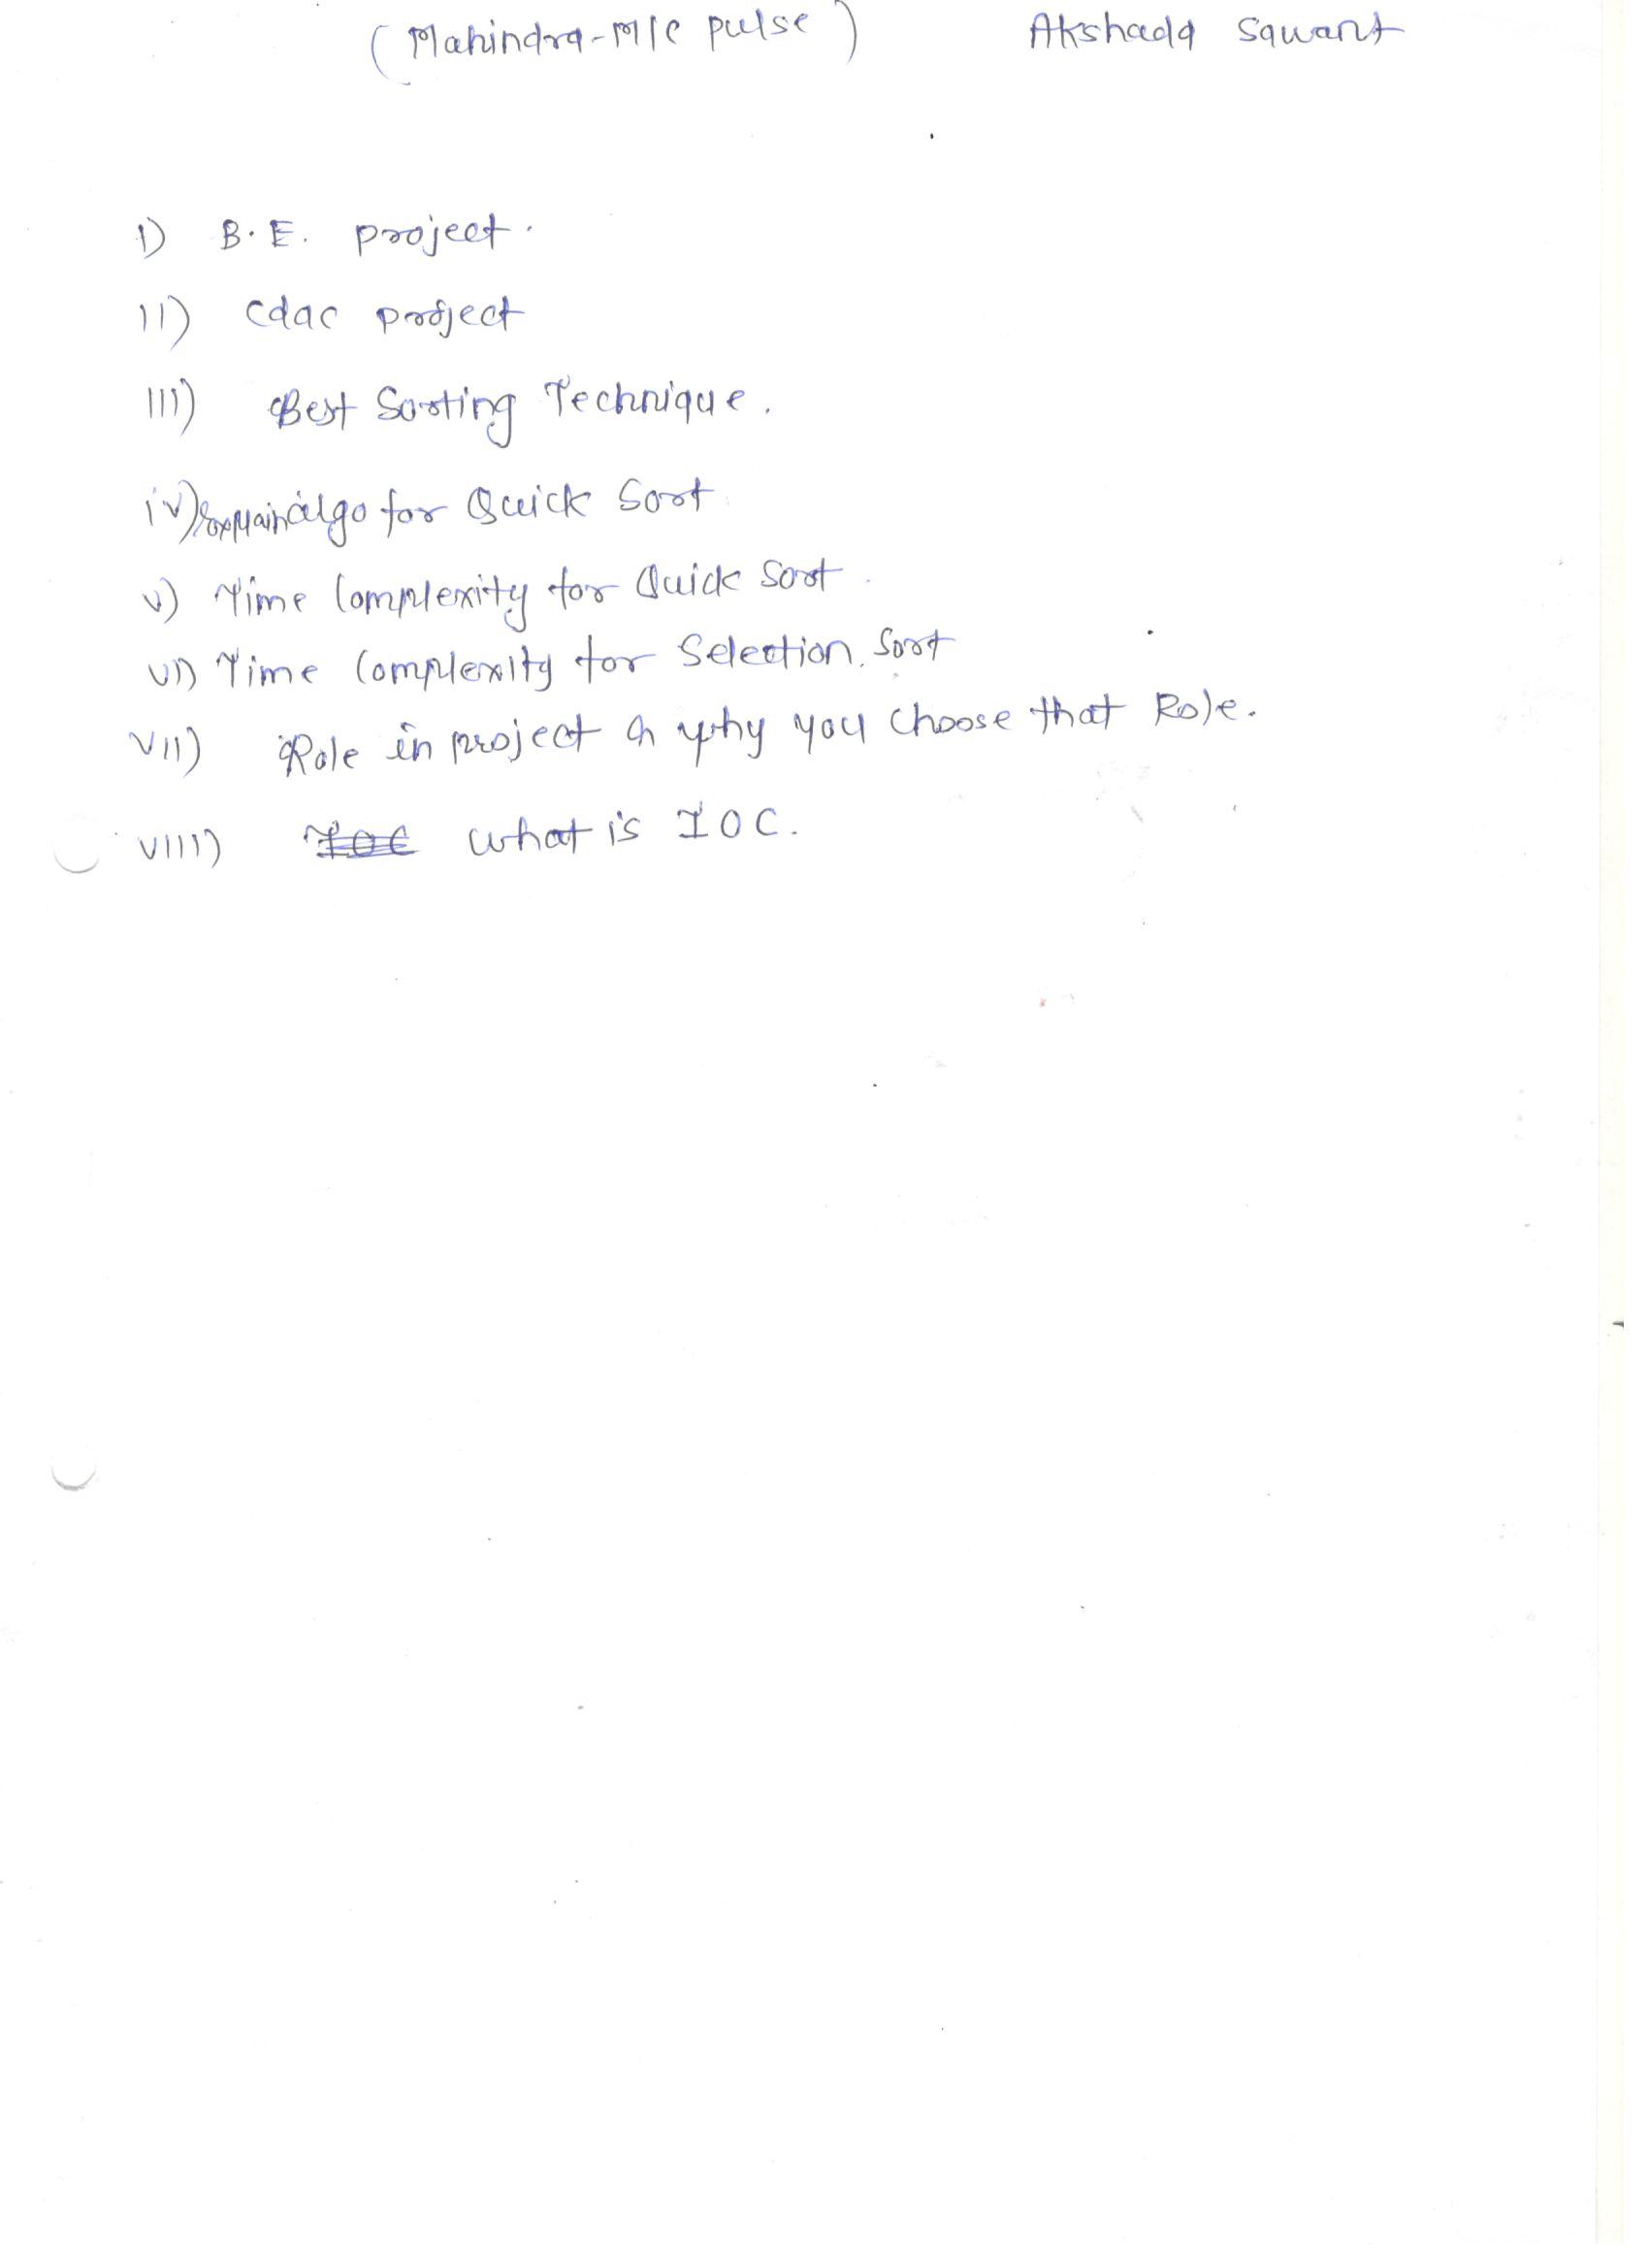 (Mahindra-M/c pulse) Akshada Sawant
I) B.E. project.
II) Cdac project
III) Best Sorting Technique.
iv) Explain algo for Quick Sort
v) Time Complexity for Quick Sort.
VI) Time Complexity for Selection Sort
VII) Role in project & why you choose that Role.
VIII) IOC What is IOC.